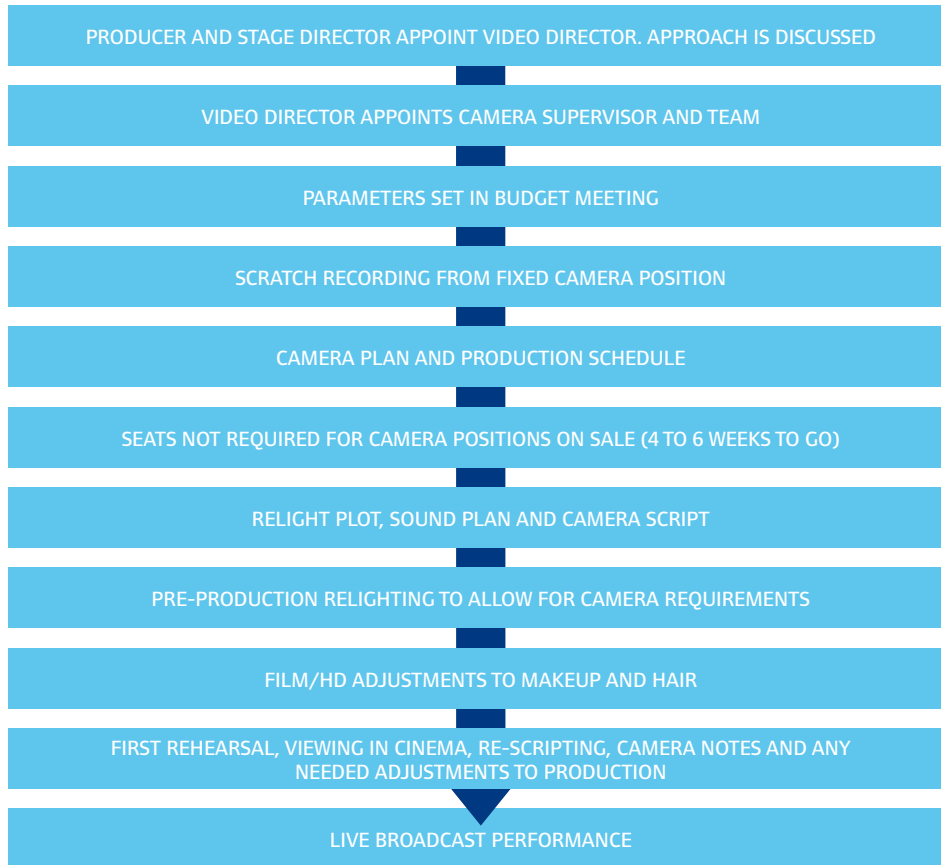 PRODUCER AND STAGE DIRECTOR APPOINT VIDEO DIRECTOR. APPROACH IS DISCUSSED
VIDEO DIRECTOR APPOINTS CAMERA SUPERVISOR AND TEAM
PARAMETERS SET IN BUDGET MEETING
SCRATCH RECORDING FROM FIXED CAMERA POSITION
CAMERA PLAN AND PRODUCTION SCHEDULE
SEATS NOT REQUIRED FOR CAMERA POSITIONS ON SALE (4 TO 6 WEEKS TO GO)
RELIGHT PLOT, SOUND PLAN AND CAMERA SCRIPT
PRE-PRODUCTION RELIGHTING TO ALLOW FOR CAMERA REQUIREMENTS
FILM/HD ADJUSTMENTS TO MAKEUP AND HAIR
FIRST REHEARSAL, VIEWING IN CINEMA, RE-SCRIPTING, CAMERA NOTES AND ANY
NEEDED ADJUSTMENTS TO PRODUCTION
LIVE BROADCAST PERFORMANCE